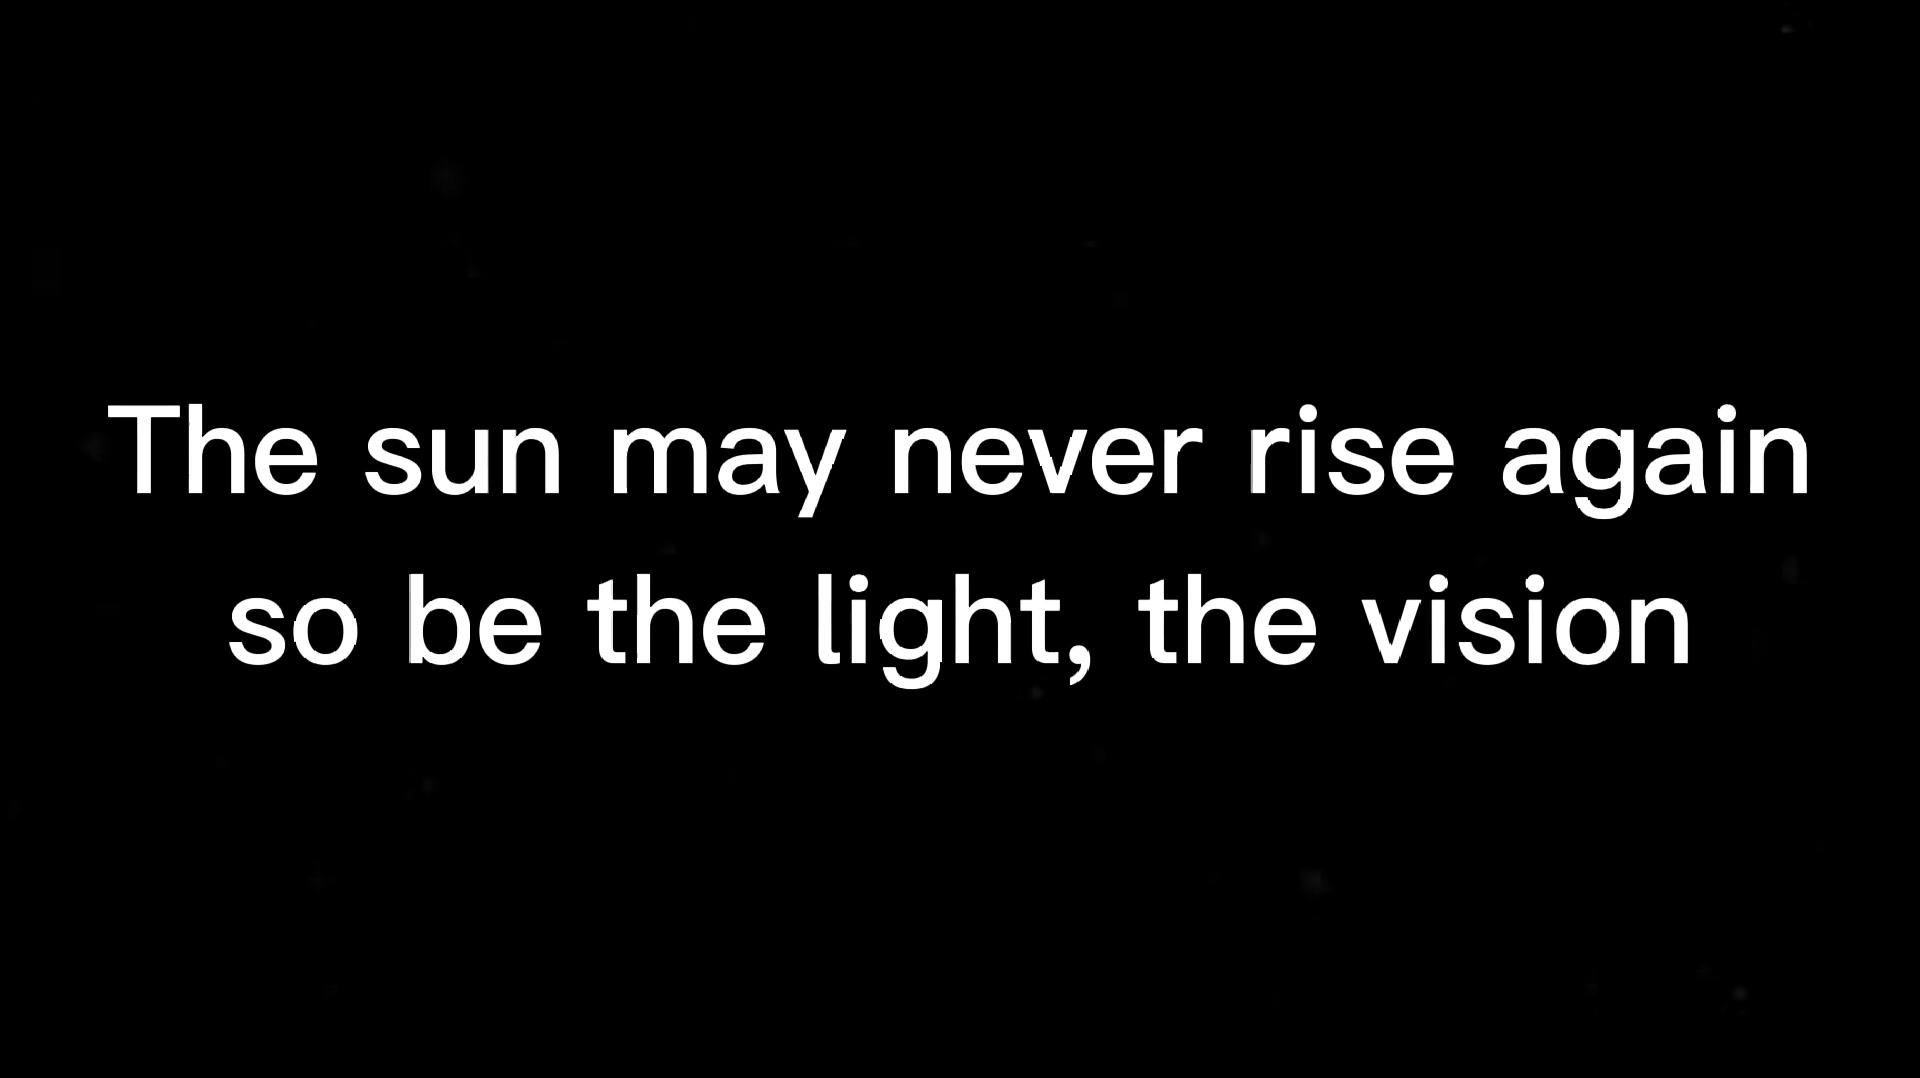 The sun may never rise again
so be the light, the vision